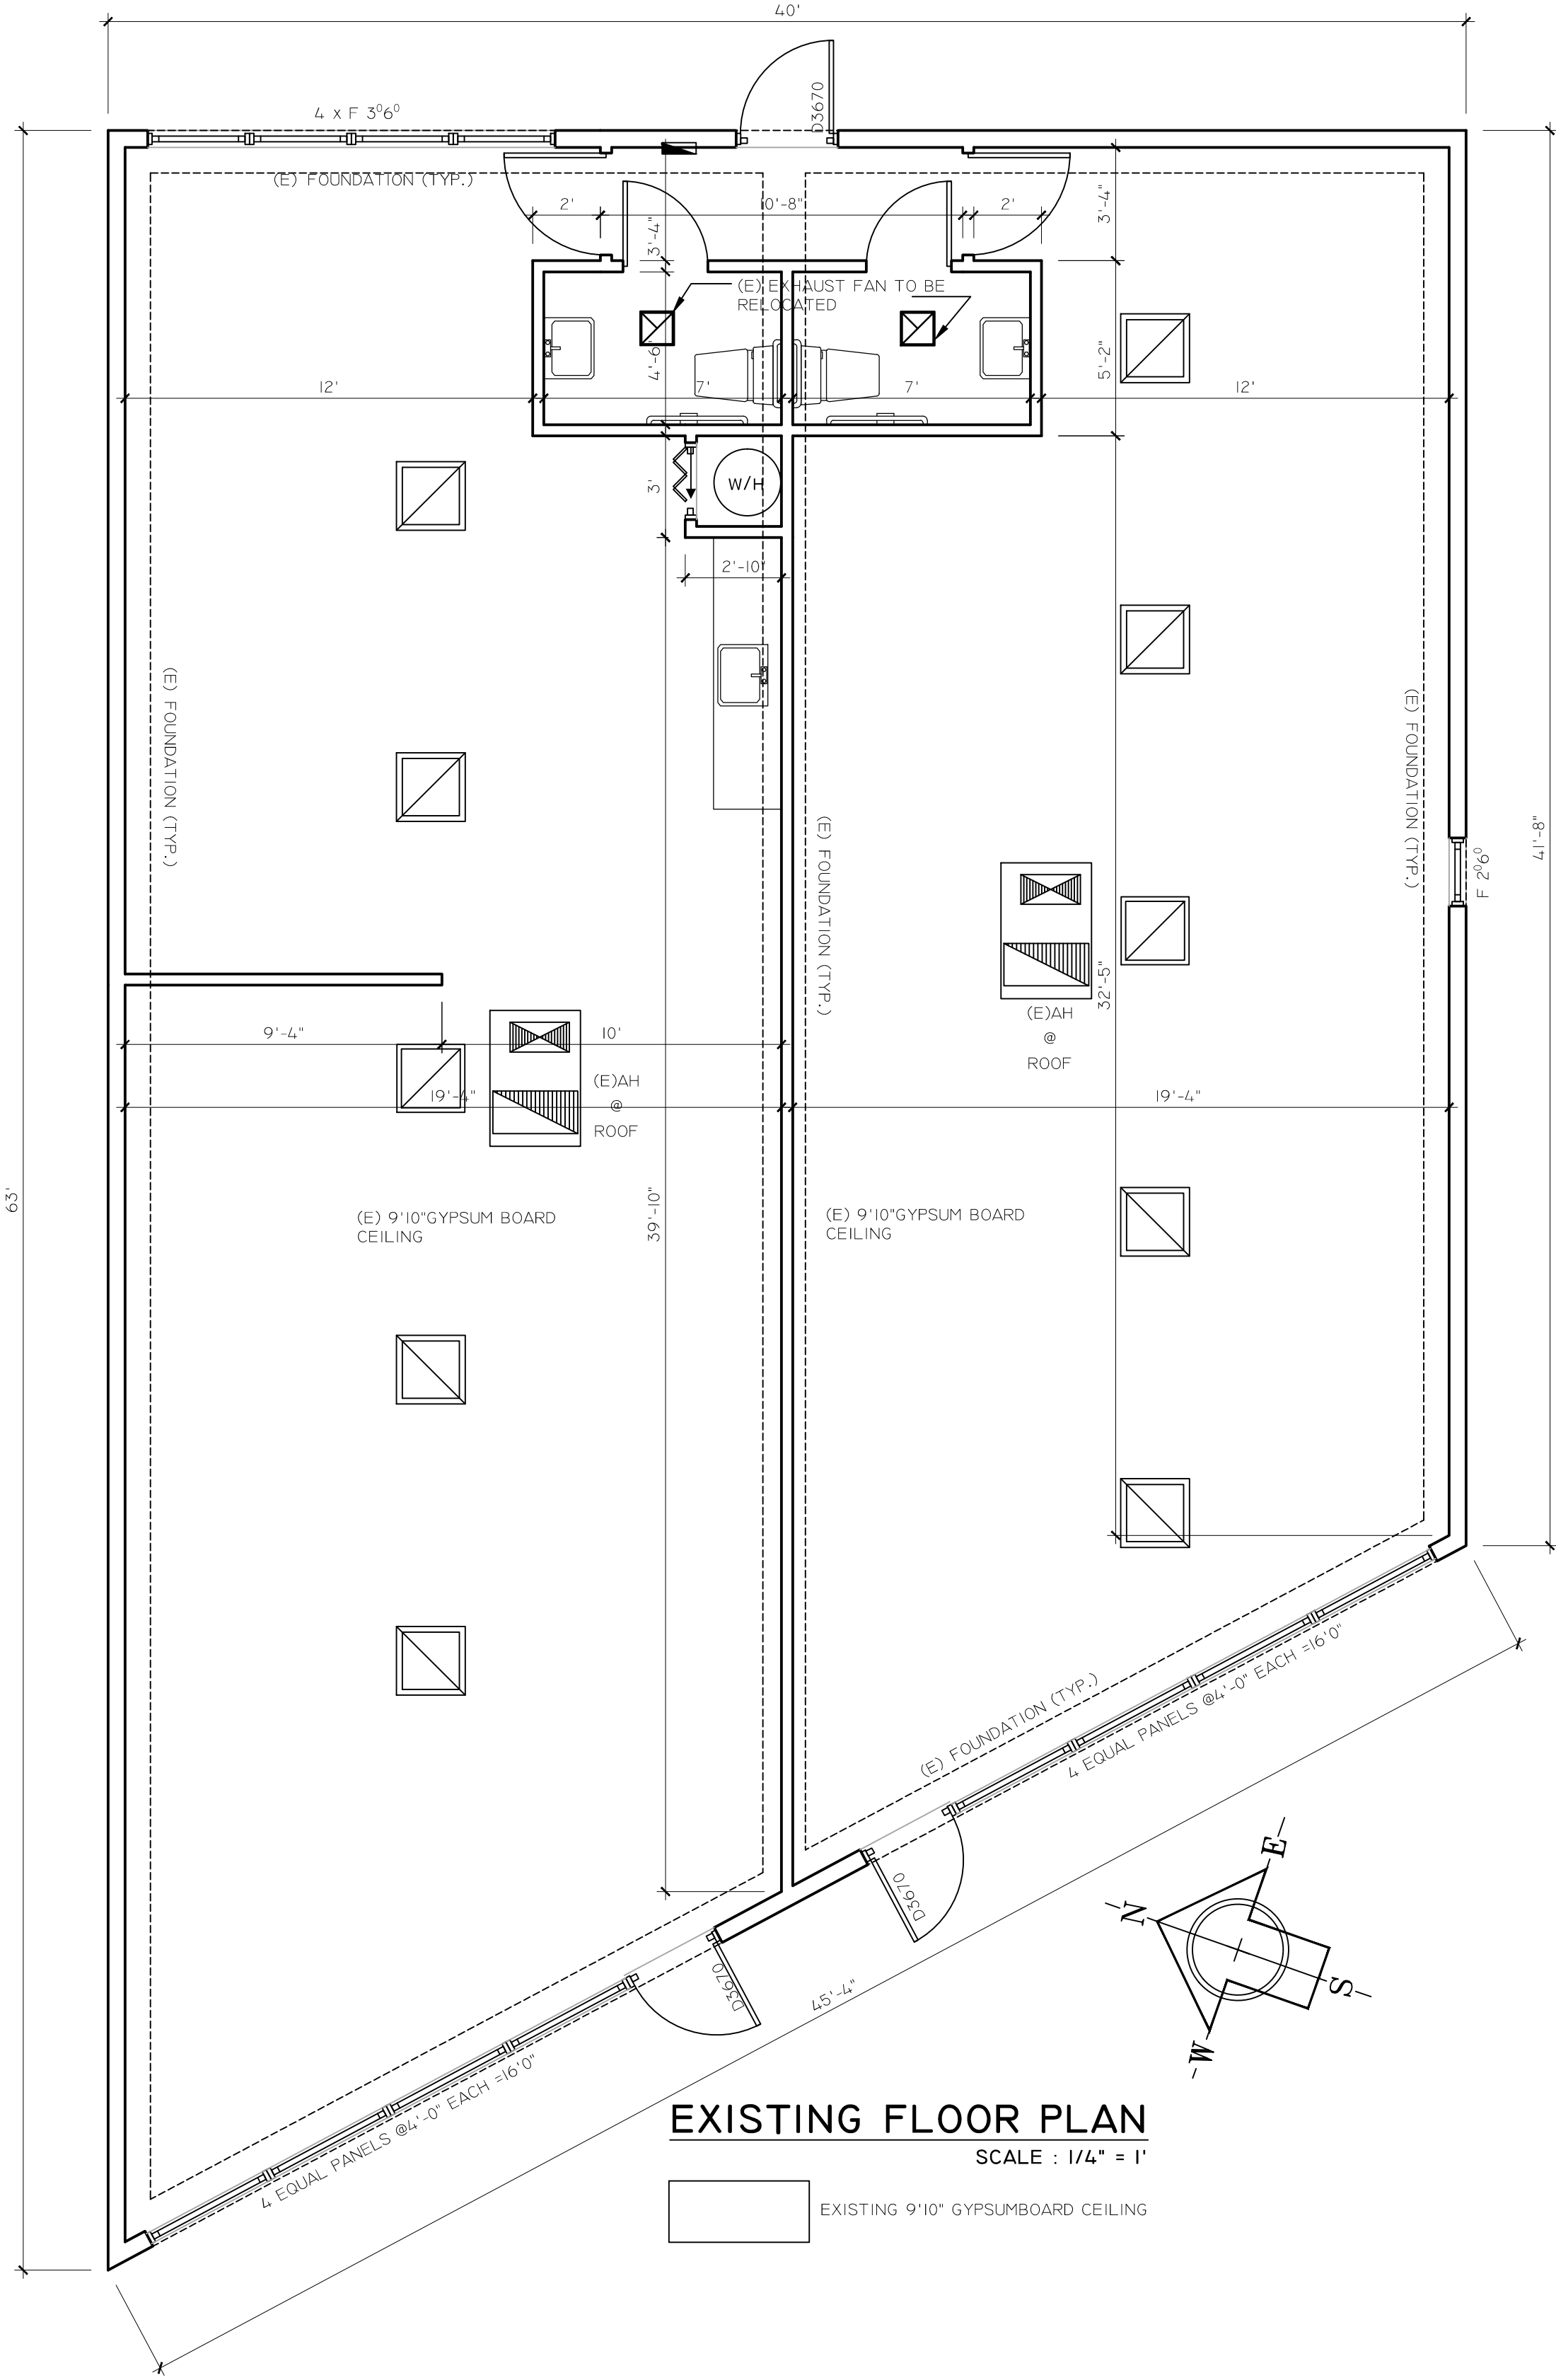 40'
D3670
4 x F 3⁰6⁰
(E) FOUNDATION (TYP.)
2'
10'-8"
2'
3'-4"
3'-4"
(E) EXHAUST FAN TO BE
RELOCATED
4'-6"
5'-2"
12'
7'
7'
12'
3'
W/H
2'-10"
(E) FOUNDATION (TYP.)
(E) FOUNDATION (TYP.)
(E) FOUNDATION (TYP.)
41'-8"
F 2⁰6⁰
32'-5"
(E)AH
@
ROOF
9'-4"
10'
(E)AH
@
ROOF
19'-4"
19'-4"
63'
39'-10"
(E) 9'10"GYPSUM BOARD
CEILING
(E) 9'10"GYPSUM BOARD
CEILING
(E) FOUNDATION (TYP.)
4 EQUAL PANELS @4'-0" EACH =16'0"
D3670
D3670
45'-4"
4 EQUAL PANELS @4'-0" EACH =16'0"
E
N
S
W
EXISTING FLOOR PLAN
SCALE : 1/4" = 1'
EXISTING 9'10" GYPSUMBOARD CEILING